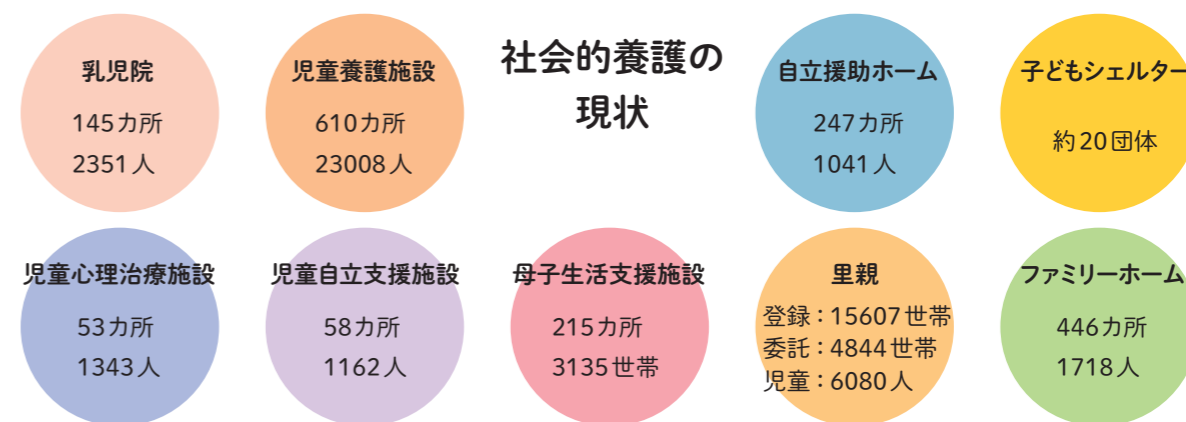 社会的養護の
現状
乳児院
145カ所
2351人
児童養護施設
610カ所
23008人
自立援助ホーム
247カ所
1041人
子どもシェルター
約20団体
児童心理治療施設
53カ所
1343人
児童自立支援施設
58カ所
1162人
母子生活支援施設
215カ所
3135世帯
里親
登録：15607世帯
委託：4844世帯
児童：6080人
ファミリーホーム
446カ所
1718人